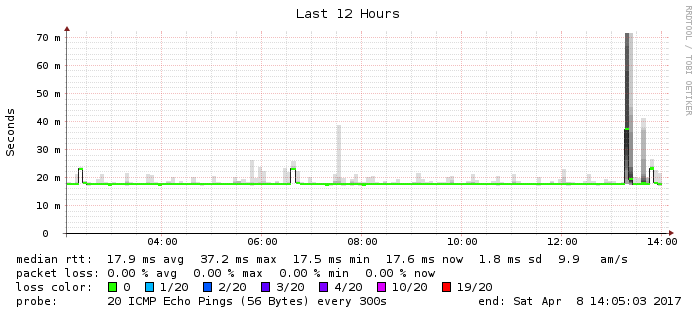 Last 12 Hours
RRDTOOL / TOBI OETIKER
Seconds
70 m
60 m
50 m
40 m
30 m
20 m
10 m
0
04:00 06:00 08:00 10:00 12:00 14:00
median rtt: 17.9 ms avg 37.2 ms max 17.5 ms min 17.6 ms now 1.8 ms sd 9.9 am/s
packet loss: 0.00 % avg 0.00 % max 0.00 % min 0.00 % now
loss color: 0 1/20 2/20 3/20 4/20 10/20 19/20
probe: 20 ICMP Echo Pings (56 Bytes) every 300s end: Sat Apr 8 14:05:03 2017